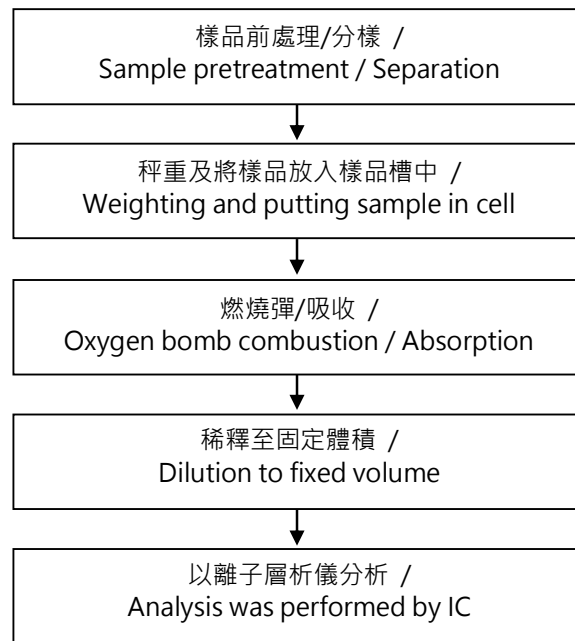 樣品前處理/分樣 /
Sample pretreatment / Separation
秤重及將樣品放入樣品槽中 /
Weighting and putting sample in cell
燃燒彈/吸收 /
Oxygen bomb combustion / Absorption
稀釋至固定體積 /
Dilution to fixed volume
以離子層析儀分析 /
Analysis was performed by IC